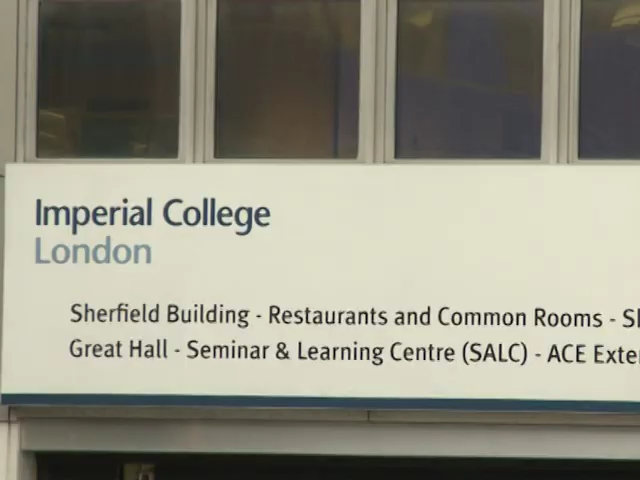 Imperial College
London
Sherfield Building - Restaurants and Common Rooms -
Great Hall - Seminar & Learning Centre (SALC) - ACE